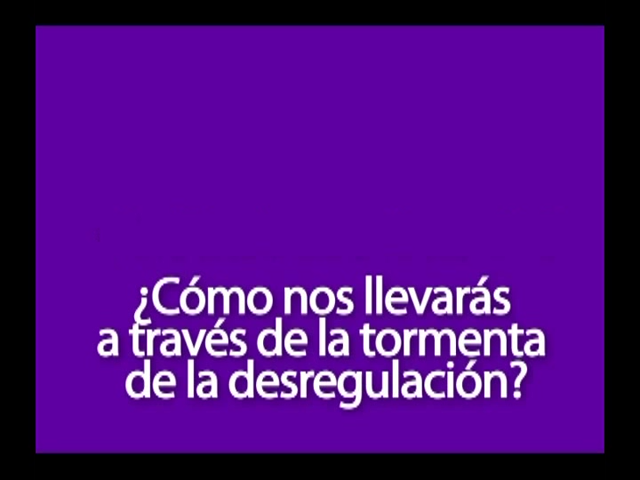 ¿Cómo nos llevarás
a través de la tormenta
de la desregulación?